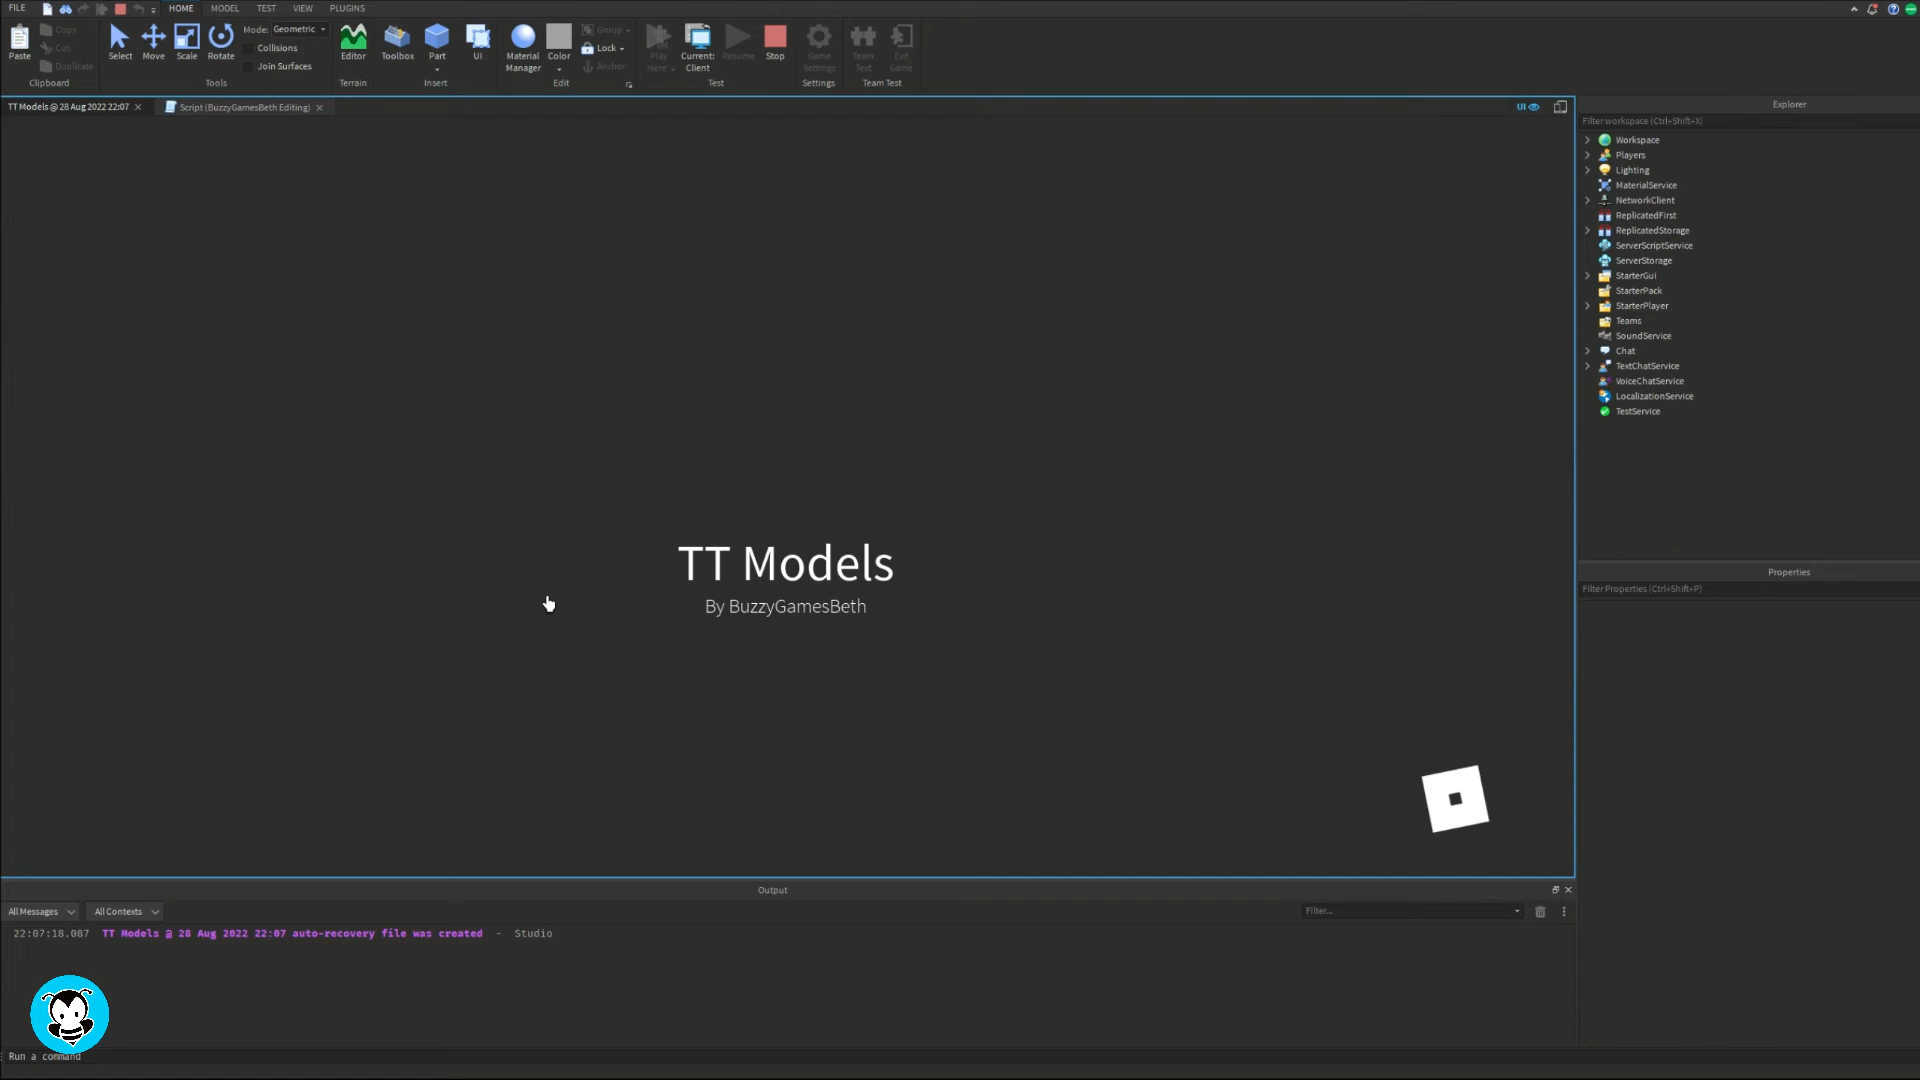 FILE HOME MODEL TEST VIEW PLUGINS
Paste
Copy
Cut
Duplicate
Clipboard
Select Move Scale Rotate
Mode: Geometric
Collisions
Join Surfaces
Tools
Editor
Terrain
Toolbox Part UI
Insert
Material Manager
Color
Group
Lock
Anchor
Edit
Play Here
Current: Client
Resume
Stop
Test
Game Settings
Settings
Team Test
Exit Game
Team Test
TT Models @ 28 Aug 2022 22:07
Script (BuzzyGamesBeth Editing)
UI
Explorer
Filter workspace (Ctrl+Shift+X)
Workspace
Players
Lighting
MaterialService
NetworkClient
ReplicatedFirst
ReplicatedStorage
ServerScriptService
ServerStorage
StarterGui
StarterPack
StarterPlayer
Teams
SoundService
Chat
TextChatService
VoiceChatService
LocalizationService
TestService
Properties
Filter Properties (Ctrl+Shift+P)
TT Models
By BuzzyGamesBeth
Output
All Messages
All Contexts
Filter...
22:07:18.087 TT Models @ 28 Aug 2022 22:07 auto-recovery file was created - Studio
Run a command